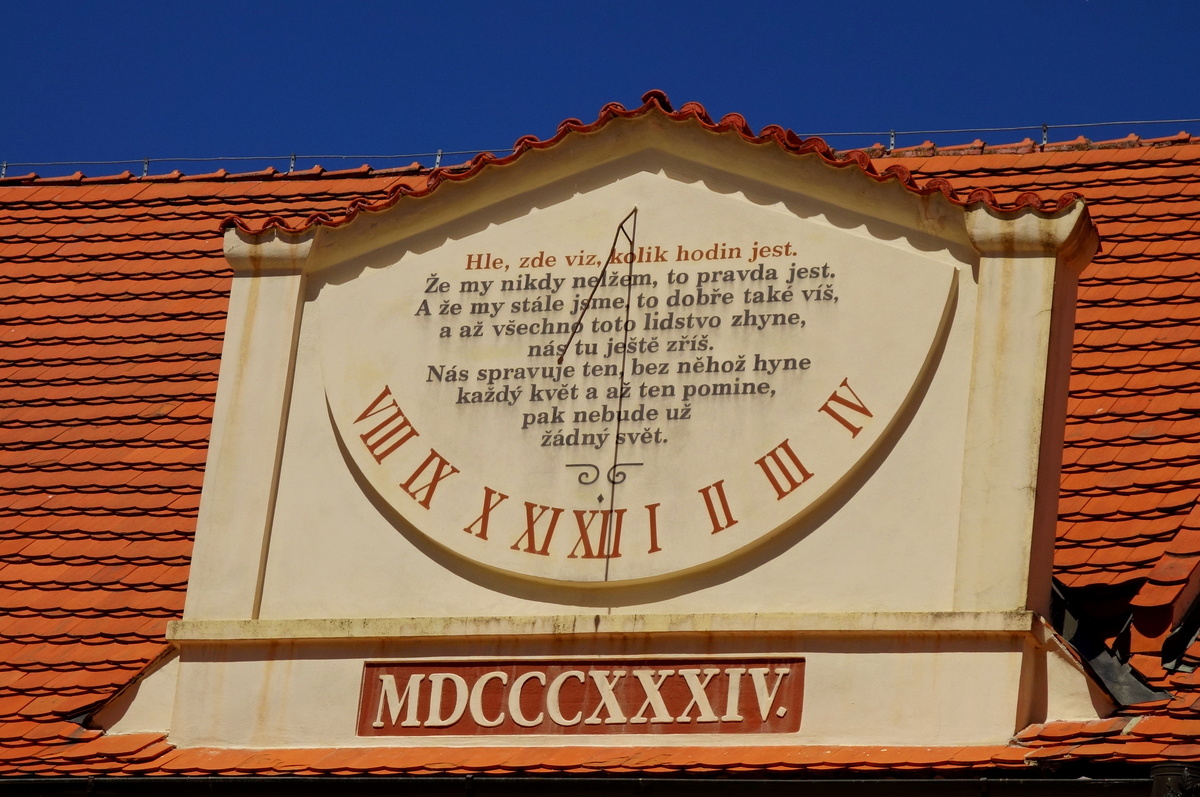 Hle, zde viz, kolik hodin jest.
Že my nikdy nelžem, to pravda jest.
A že my stále jsme, to dobře také víš,
a až všechno toto lidstvo zhyne,
nás tu ještě zříš.
Nás spravuje ten, bez něhož hyne
každý květ a až ten pomine,
pak nebude už
žádný svět.
VIII IX X XI XII I II III IV
MDCCCXXXIV.